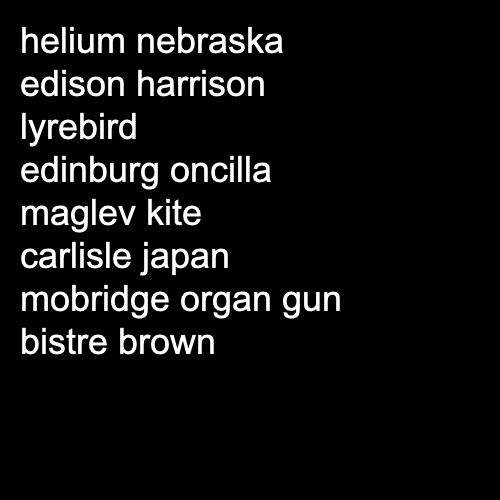 helium nebraska
edison harrison
lyrebird
edinburg oncilla
maglev kite
carlisle japan
mobridge organ gun
bistre brown